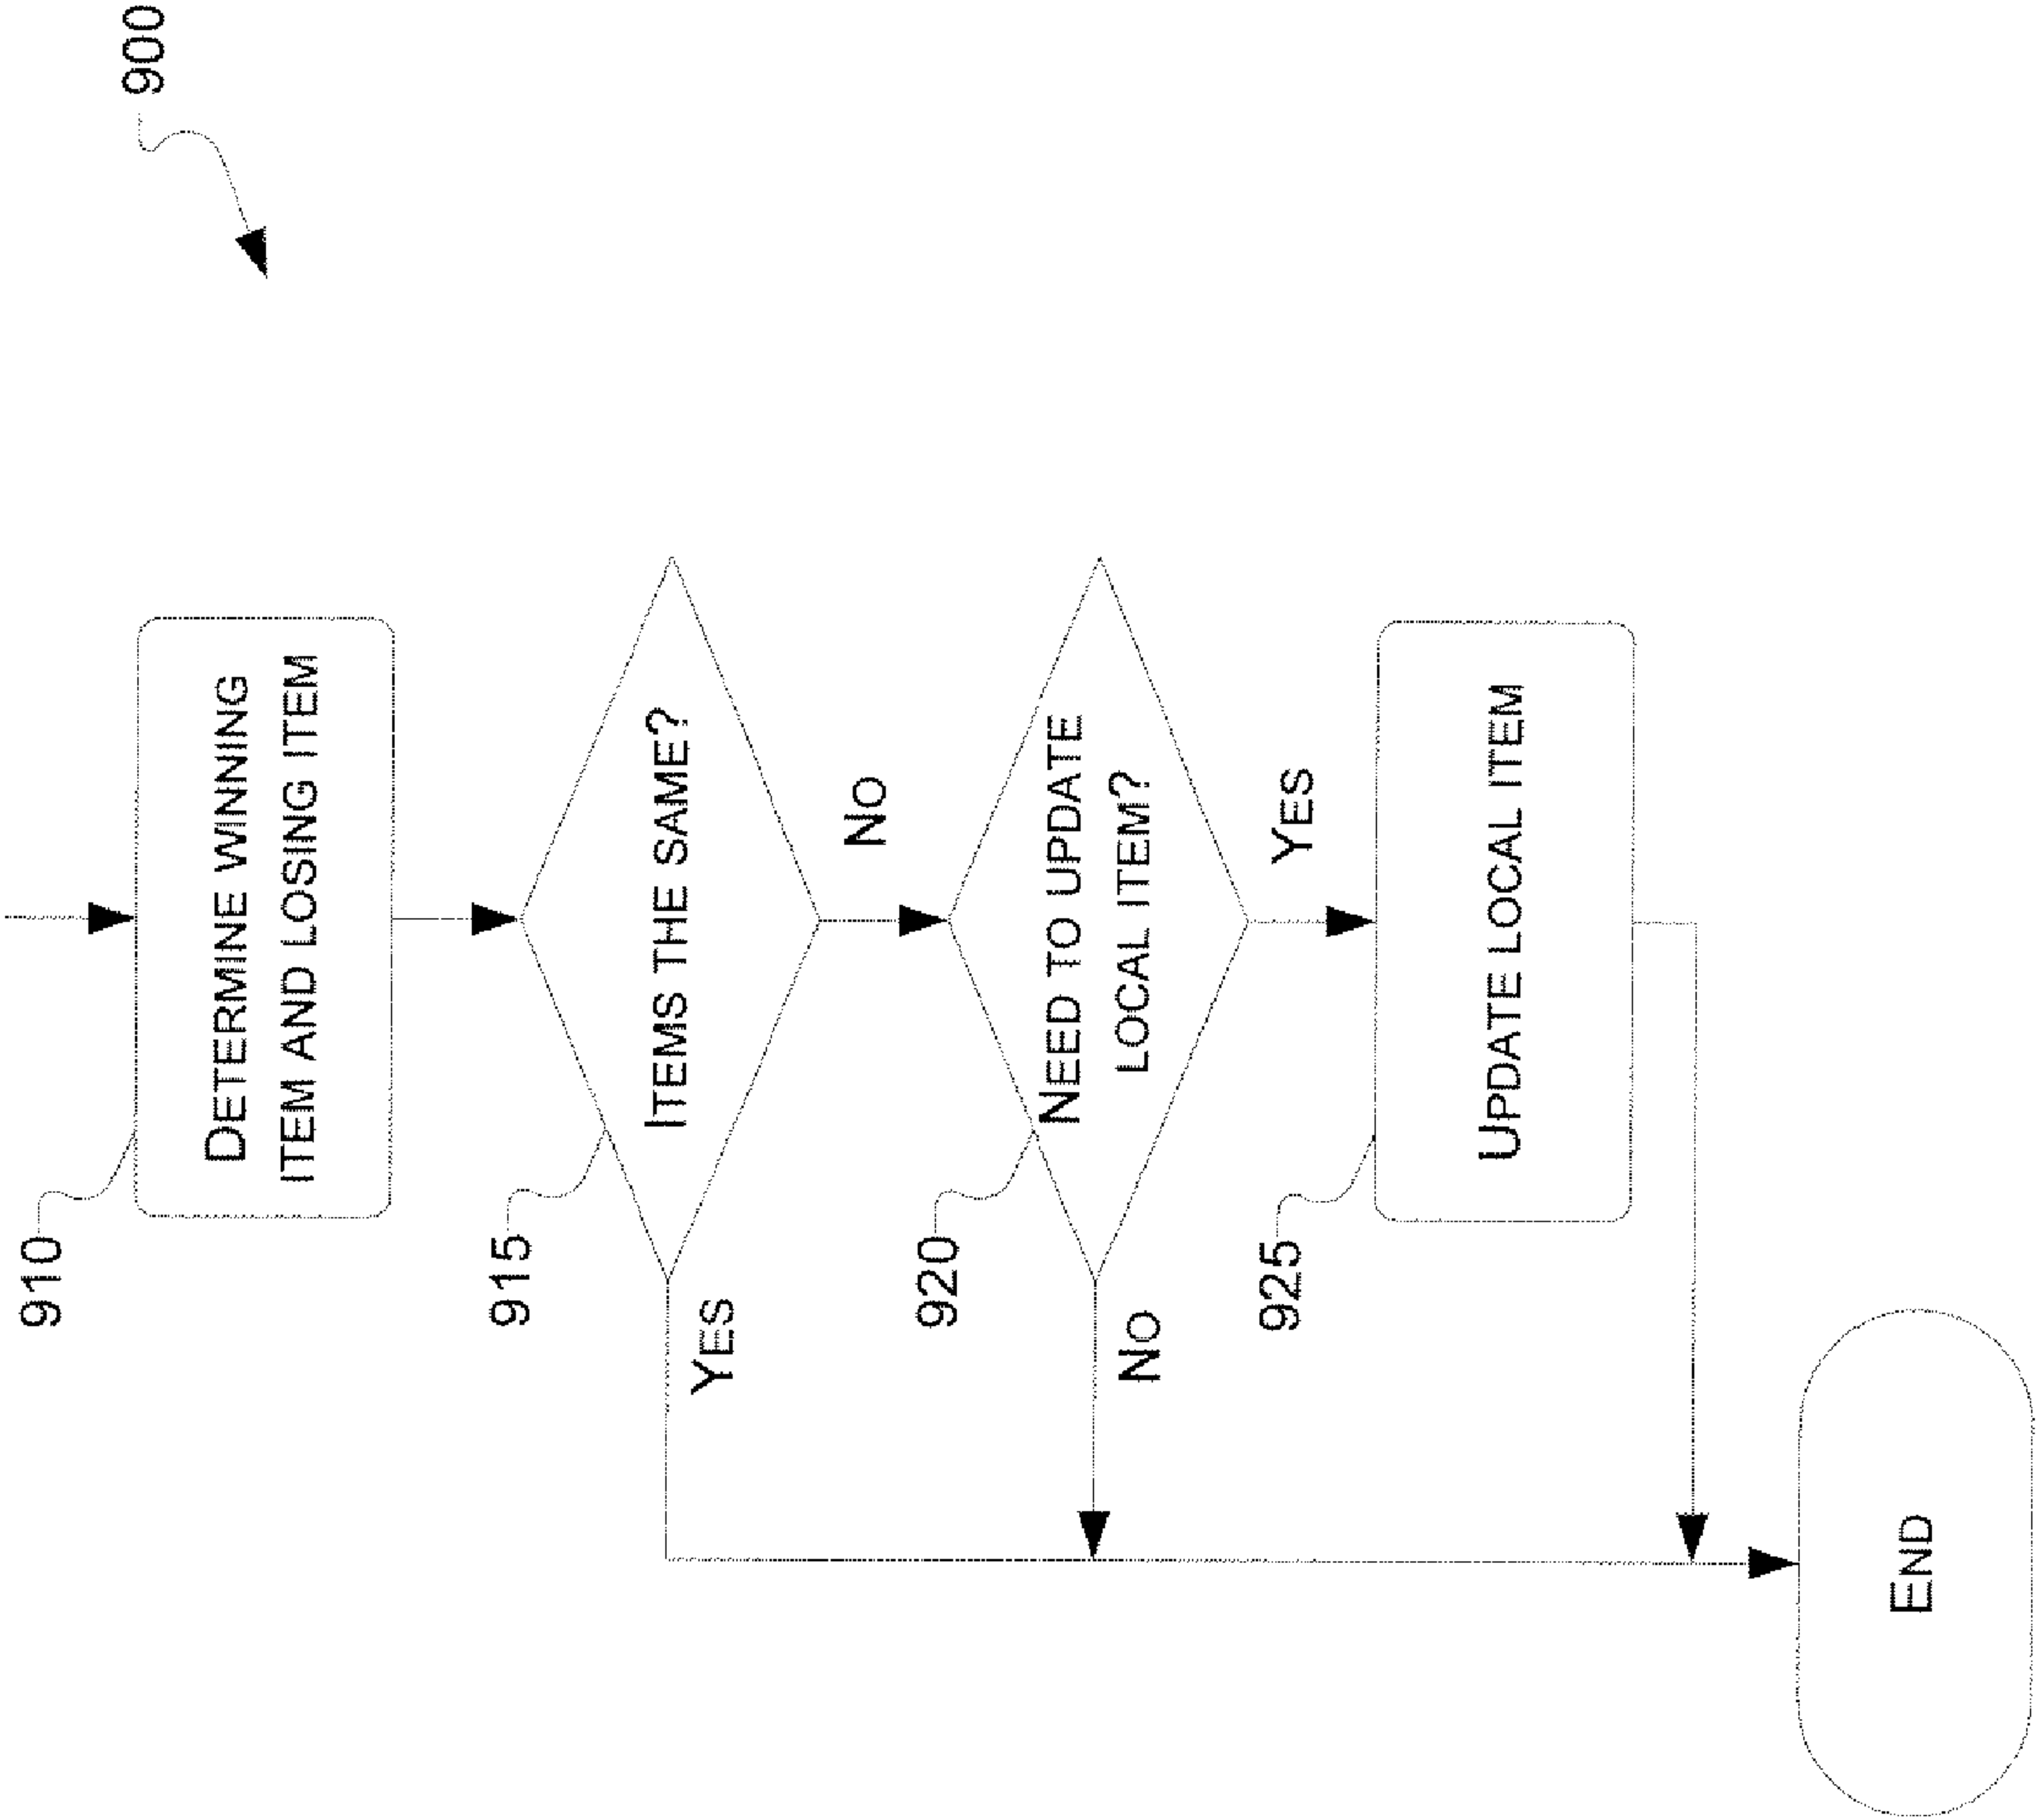 900
910
DETERMINE WINNING
ITEM AND LOSING ITEM
915
ITEMS THE SAME?
YES
NO
920
NEED TO UPDATE
LOCAL ITEM?
NO
YES
925
UPDATE LOCAL ITEM
END